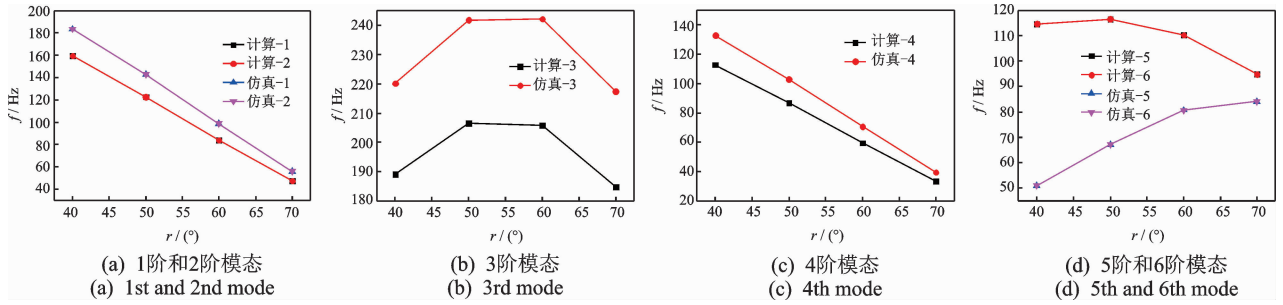 200
180
160
140
120
100
80
60
40
f / Hz
计算-1
计算-2
仿真-1
仿真-2
40 45 50 55 60 65 70
r / (°)
(a) 1阶和2阶模态
(a) 1st and 2nd mode
240
230
220
210
200
190
180
f / Hz
计算-3
仿真-3
40 45 50 55 60 65 70
r / (°)
(b) 3阶模态
(b) 3rd mode
140
120
100
80
60
40
20
f / Hz
计算-4
仿真-4
40 45 50 55 60 65 70
r / (°)
(c) 4阶模态
(c) 4th mode
120
110
100
90
80
70
60
50
f / Hz
计算-5
计算-6
仿真-5
仿真-6
40 45 50 55 60 65 70
r / (°)
(d) 5阶和6阶模态
(d) 5th and 6th mode